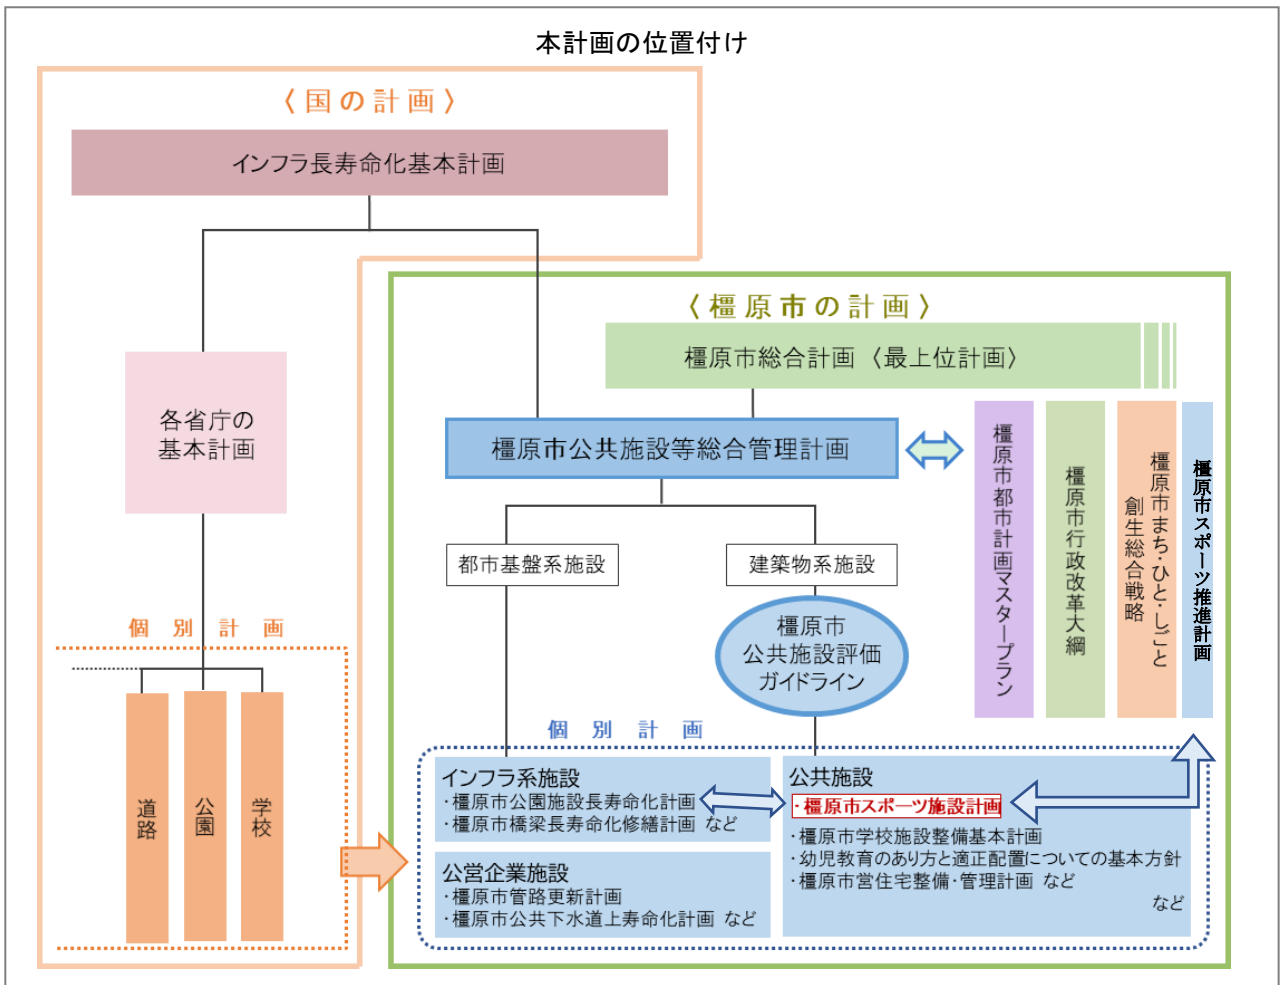 本計画の位置付け
〈国の計画〉
インフラ長寿命化基本計画
各省庁の
基本計画
個別計画
道路
公園
学校
〈橿原市の計画〉
橿原市総合計画〈最上位計画〉
橿原市公共施設等総合管理計画
橿原市都市計画マスタープラン
橿原市行政改革大綱
橿原市まち・ひと・しごと
創生総合戦略
橿原市スポーツ推進計画
都市基盤系施設
建築物系施設
橿原市
公共施設評価
ガイドライン
個別計画
インフラ系施設
・橿原市公園施設長寿命化計画
・橿原市橋梁長寿命化修繕計画 など
公営企業施設
・橿原市管路更新計画
・橿原市公共下水道上寿命化計画 など
公共施設
・橿原市スポーツ施設計画
・橿原市学校施設整備基本計画
・幼児教育のあり方と適正配置についての基本方針
・橿原市営住宅整備・管理計画 など
など